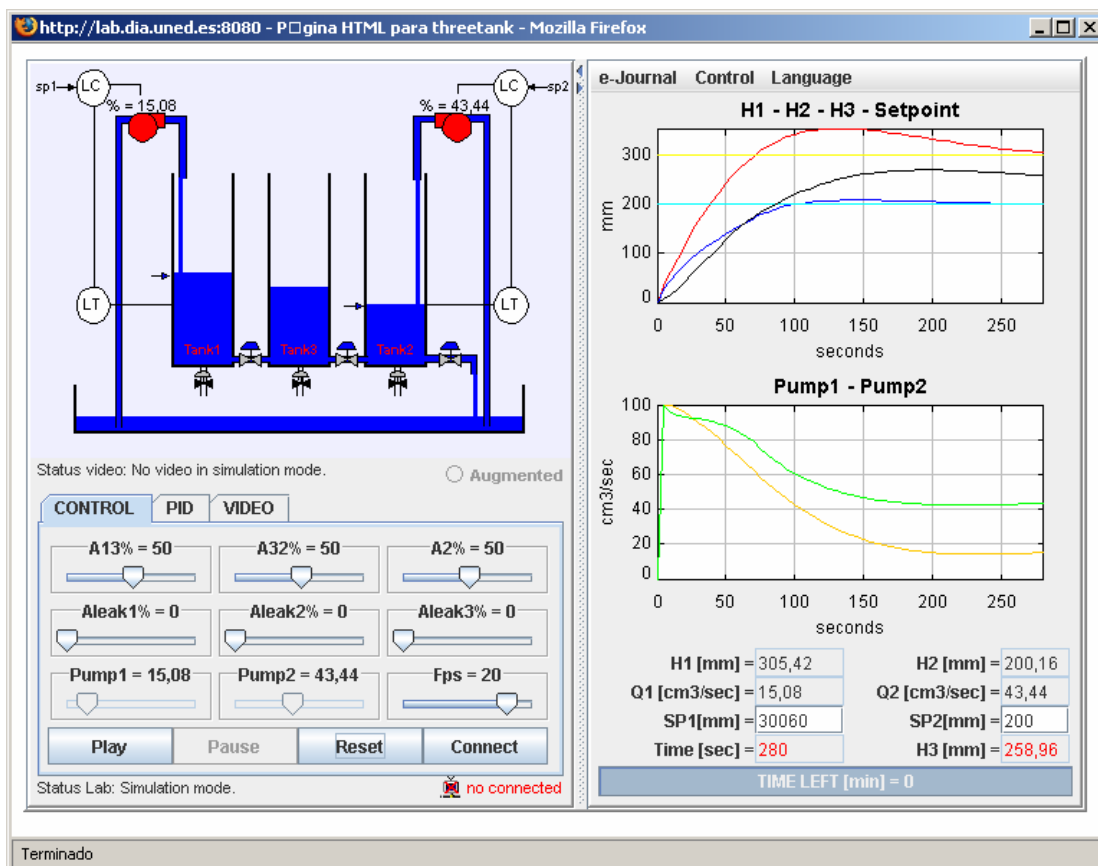 http://lab.dia.uned.es:8080 - P□gina HTML para threetank - Mozilla Firefox
sp1 LC LC sp2
% = 15,08 % = 43,44
LT LT
Tank1 Tank3 Tank2
Status video: No video in simulation mode. Augmented
CONTROL PID VIDEO
A13% = 50 A32% = 50 A2% = 50
Aleak1% = 0 Aleak2% = 0 Aleak3% = 0
Pump1 = 15,08 Pump2 = 43,44 Fps = 20
Play Pause Reset Connect
Status Lab: Simulation mode. no connected
e-Journal Control Language
H1 - H2 - H3 - Setpoint
300
200
100
0
mm
0 50 100 150 200 250
seconds
Pump1 - Pump2
100
80
60
40
20
0
cm3/sec
0 50 100 150 200 250
seconds
H1 [mm] = 305,42 H2 [mm] = 200,16
Q1 [cm3/sec] = 15,08 Q2 [cm3/sec] = 43,44
SP1[mm] = 30060 SP2[mm] = 200
Time [sec] = 280 H3 [mm] = 258,96
TIME LEFT [min] = 0
Terminado